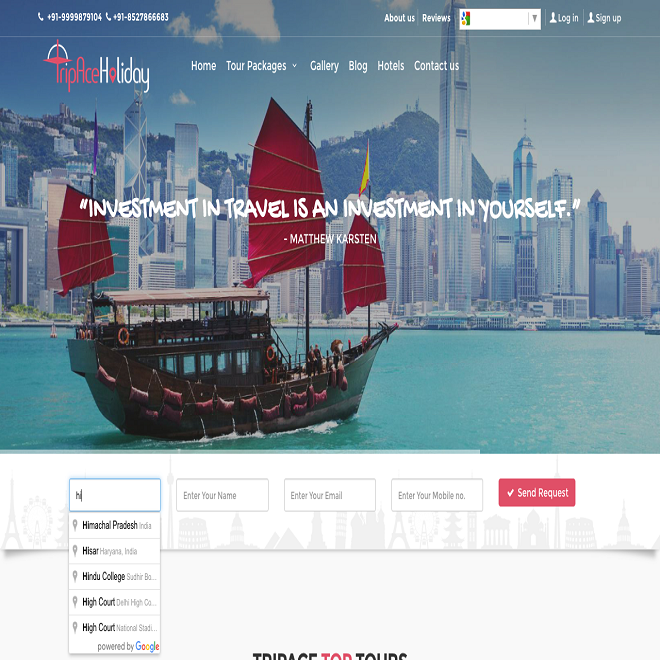 +91-9999879104 +91-8527866683
About us Reviews Log in Sign up
TripAceHoliday
Home Tour Packages Gallery Blog Hotels Contact us
“INVESTMENT IN TRAVEL IS AN INVESTMENT IN YOURSELF.”
- MATTHEW KARSTEN
hi Enter Your Name Enter Your Email Enter Your Mobile no. Send Request
Himachal Pradesh India
Hisar Haryana, India
Hindu College Sudhir Bo...
High Court Delhi High Co...
High Court National Stadi...
powered by Google
TRIPACE TOP TOURS